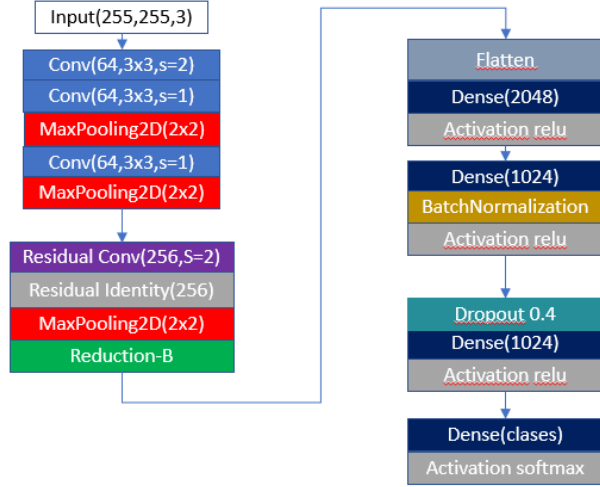 Input(255,255,3)
Conv(64,3x3,s=2)
Conv(64,3x3,s=1)
MaxPooling2D(2x2)
Conv(64,3x3,s=1)
MaxPooling2D(2x2)
Residual Conv(256,S=2)
Residual Identity(256)
MaxPooling2D(2x2)
Reduction-B
Flatten
Dense(2048)
Activation relu
Dense(1024)
BatchNormalization
Activation relu
Dropout 0.4
Dense(1024)
Activation relu
Dense(clases)
Activation softmax